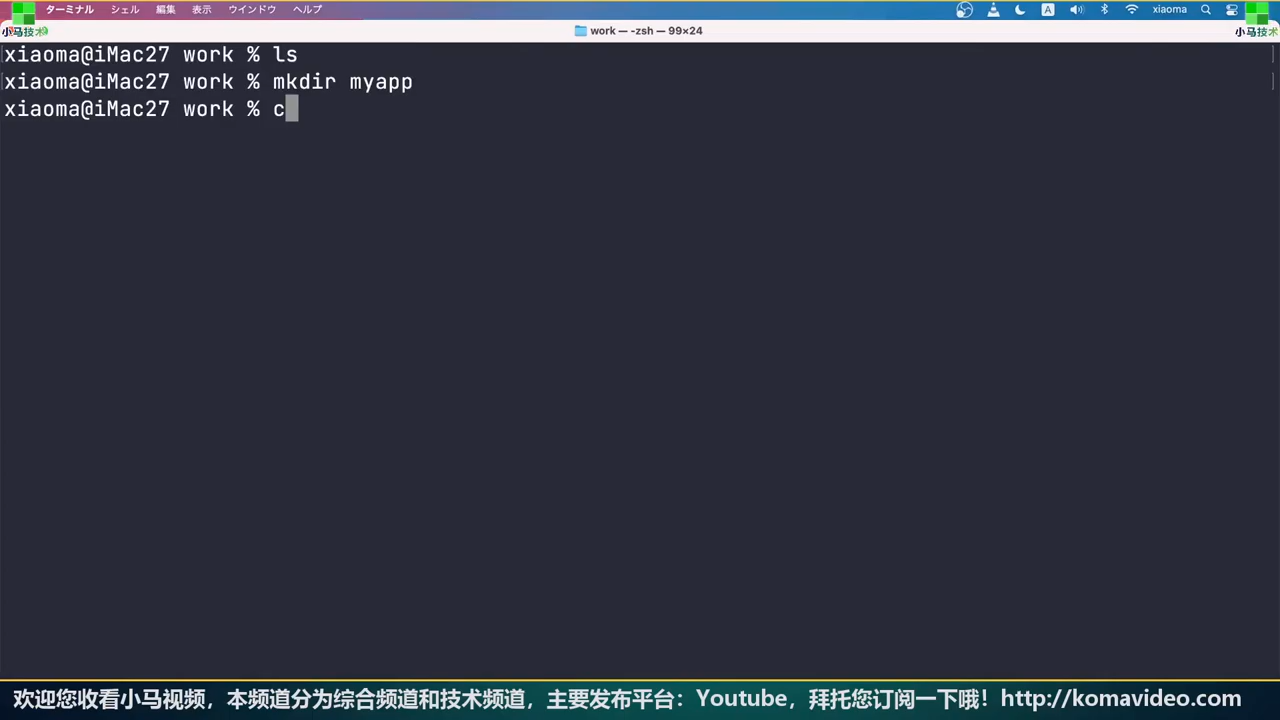 ターミナル シェル 編集 表示 ウインドウ ヘルプ A xiaoma
小马技术 work — -zsh — 99×24 小马技术
xiaoma@iMac27 work % ls
xiaoma@iMac27 work % mkdir myapp
xiaoma@iMac27 work % c
欢迎您收看小马视频，本频道分为综合频道和技术频道，主要发布平台：Youtube，拜托您订阅一下哦！http://komavideo.com